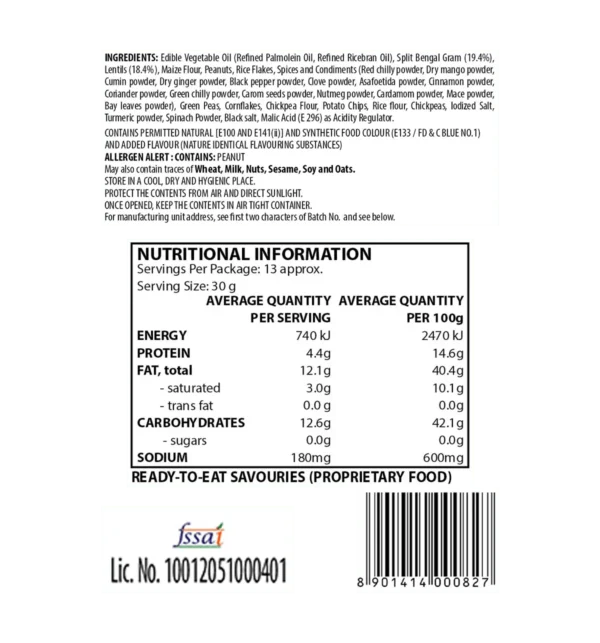 INGREDIENTS: Edible Vegetable Oil (Refined Palmolein Oil, Refined Ricebran Oil), Split Bengal Gram (19.4%),
Lentils (18.4%), Maize Flour, Peanuts, Rice Flakes, Spices and Condiments (Red chilly powder, Dry mango powder,
Cumin powder, Dry ginger powder, Black pepper powder, Clove powder, Asafoetida powder, Cinnamon powder,
Coriander powder, Green chilly powder, Carom seeds powder, Nutmeg powder, Cardamom powder, Mace powder,
Bay leaves powder), Green Peas, Cornflakes, Chickpea Flour, Potato Chips, Rice flour, Chickpeas, Iodized Salt,
Turmeric powder, Spinach Powder, Black salt, Malic Acid (E 296) as Acidity Regulator.
CONTAINS PERMITTED NATURAL [E100 AND E141(ii)] AND SYNTHETIC FOOD COLOUR (E133 / FD & C BLUE NO.1)
AND ADDED FLAVOUR (NATURE IDENTICAL FLAVOURING SUBSTANCES)
ALLERGEN ALERT : CONTAINS: PEANUT
May also contain traces of Wheat, Milk, Nuts, Sesame, Soy and Oats.
STORE IN A COOL, DRY AND HYGIENIC PLACE.
PROTECT THE CONTENTS FROM AIR AND DIRECT SUNLIGHT.
ONCE OPENED, KEEP THE CONTENTS IN AIR TIGHT CONTAINER.
For manufacturing unit address, see first two characters of Batch No. and see below.
NUTRITIONAL INFORMATION
Servings Per Package: 13 approx.
Serving Size: 30 g
AVERAGE QUANTITY AVERAGE QUANTITY
PER SERVING PER 100g
ENERGY 740 kJ 2470 kJ
PROTEIN 4.4g 14.6g
FAT, total 12.1g 40.4g
- saturated 3.0g 10.1g
- trans fat 0.0 g 0.0g
CARBOHYDRATES 12.6g 42.1g
- sugars 0.0g 0.0g
SODIUM 180mg 600mg
READY-TO-EAT SAVOURIES (PROPRIETARY FOOD)
fssai
Lic. No. 10012051000401
8 901414 000827